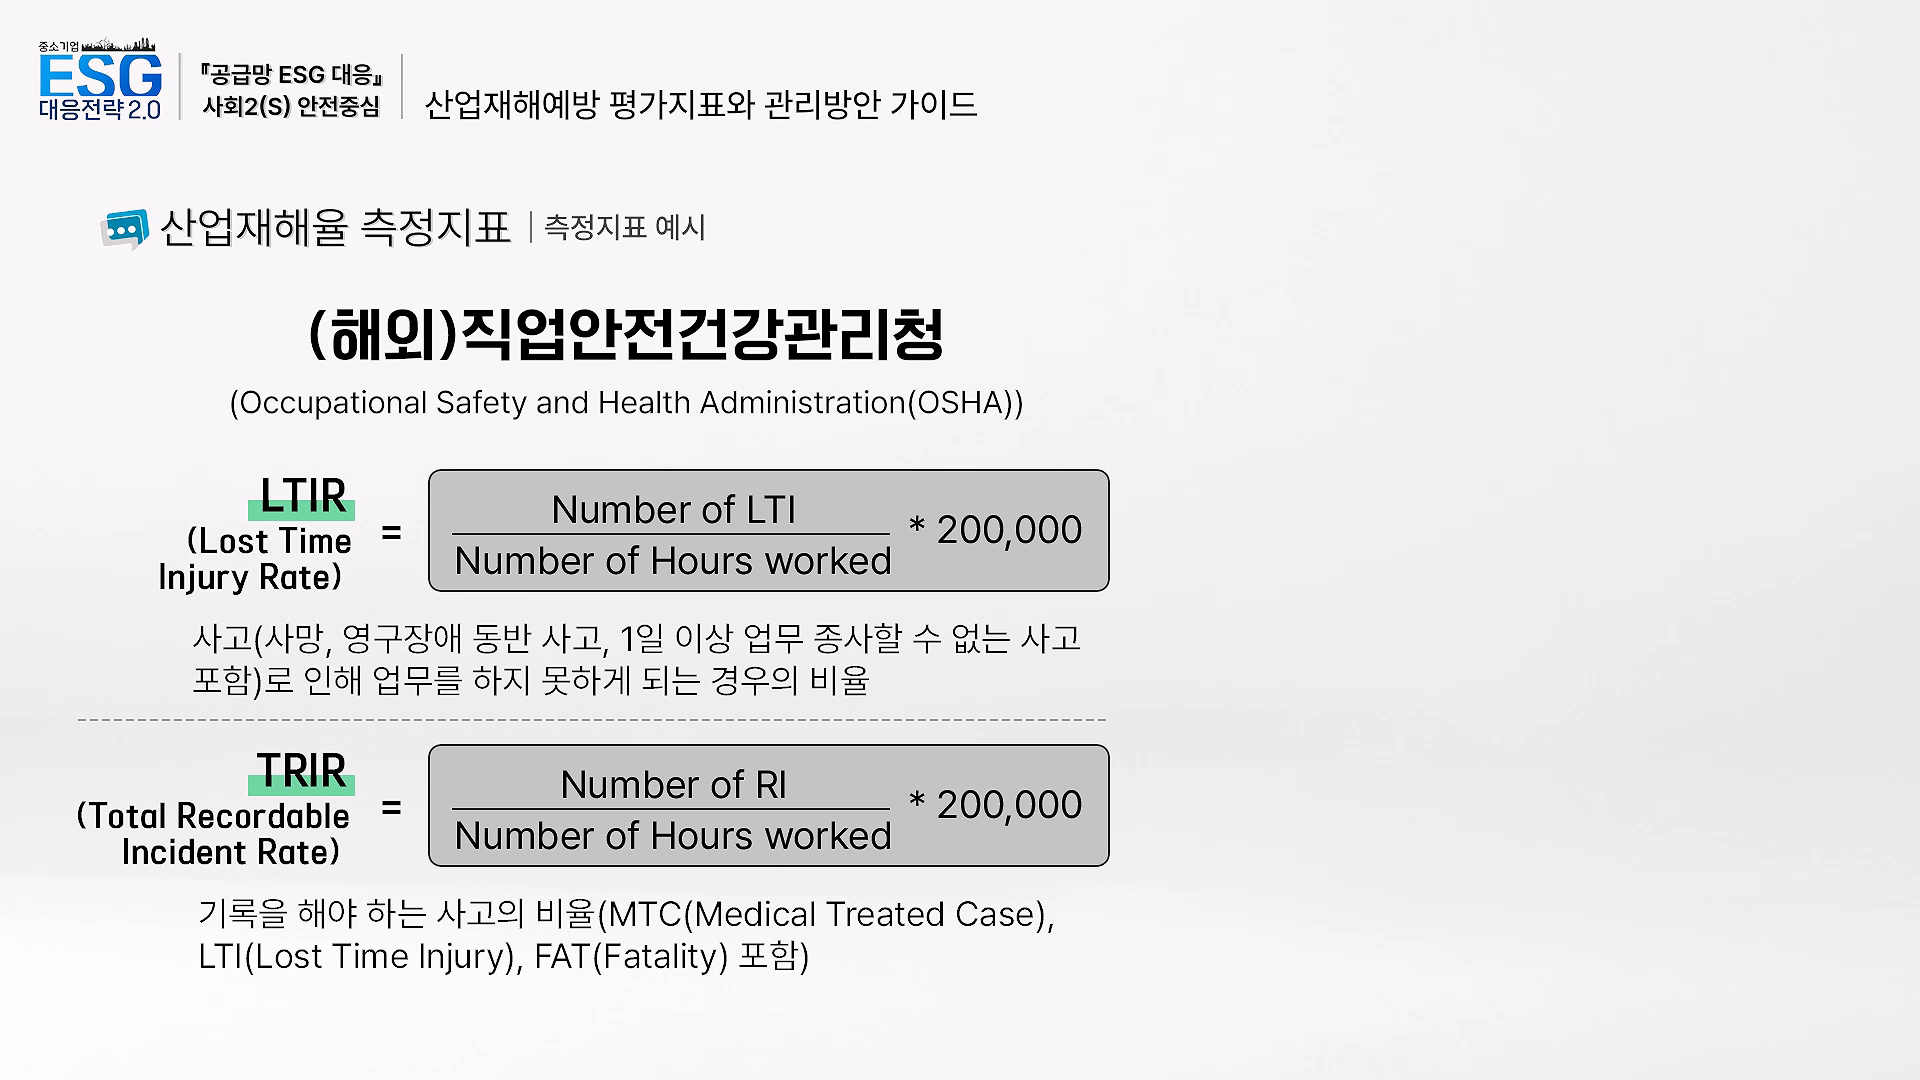 중소기업
ESG
대응전략 2.0
『공급망 ESG 대응』
사회2(S) 안전중심
산업재해예방 평가지표와 관리방안 가이드
산업재해율 측정지표 | 측정지표 예시
(해외)직업안전건강관리청
(Occupational Safety and Health Administration(OSHA))
LTIR
(Lost Time
Injury Rate)
=
Number of LTI
Number of Hours worked
* 200,000
사고(사망, 영구장애 동반 사고, 1일 이상 업무 종사할 수 없는 사고
포함)로 인해 업무를 하지 못하게 되는 경우의 비율
TRIR
(Total Recordable
Incident Rate)
=
Number of RI
Number of Hours worked
* 200,000
기록을 해야 하는 사고의 비율(MTC(Medical Treated Case),
LTI(Lost Time Injury), FAT(Fatality) 포함)